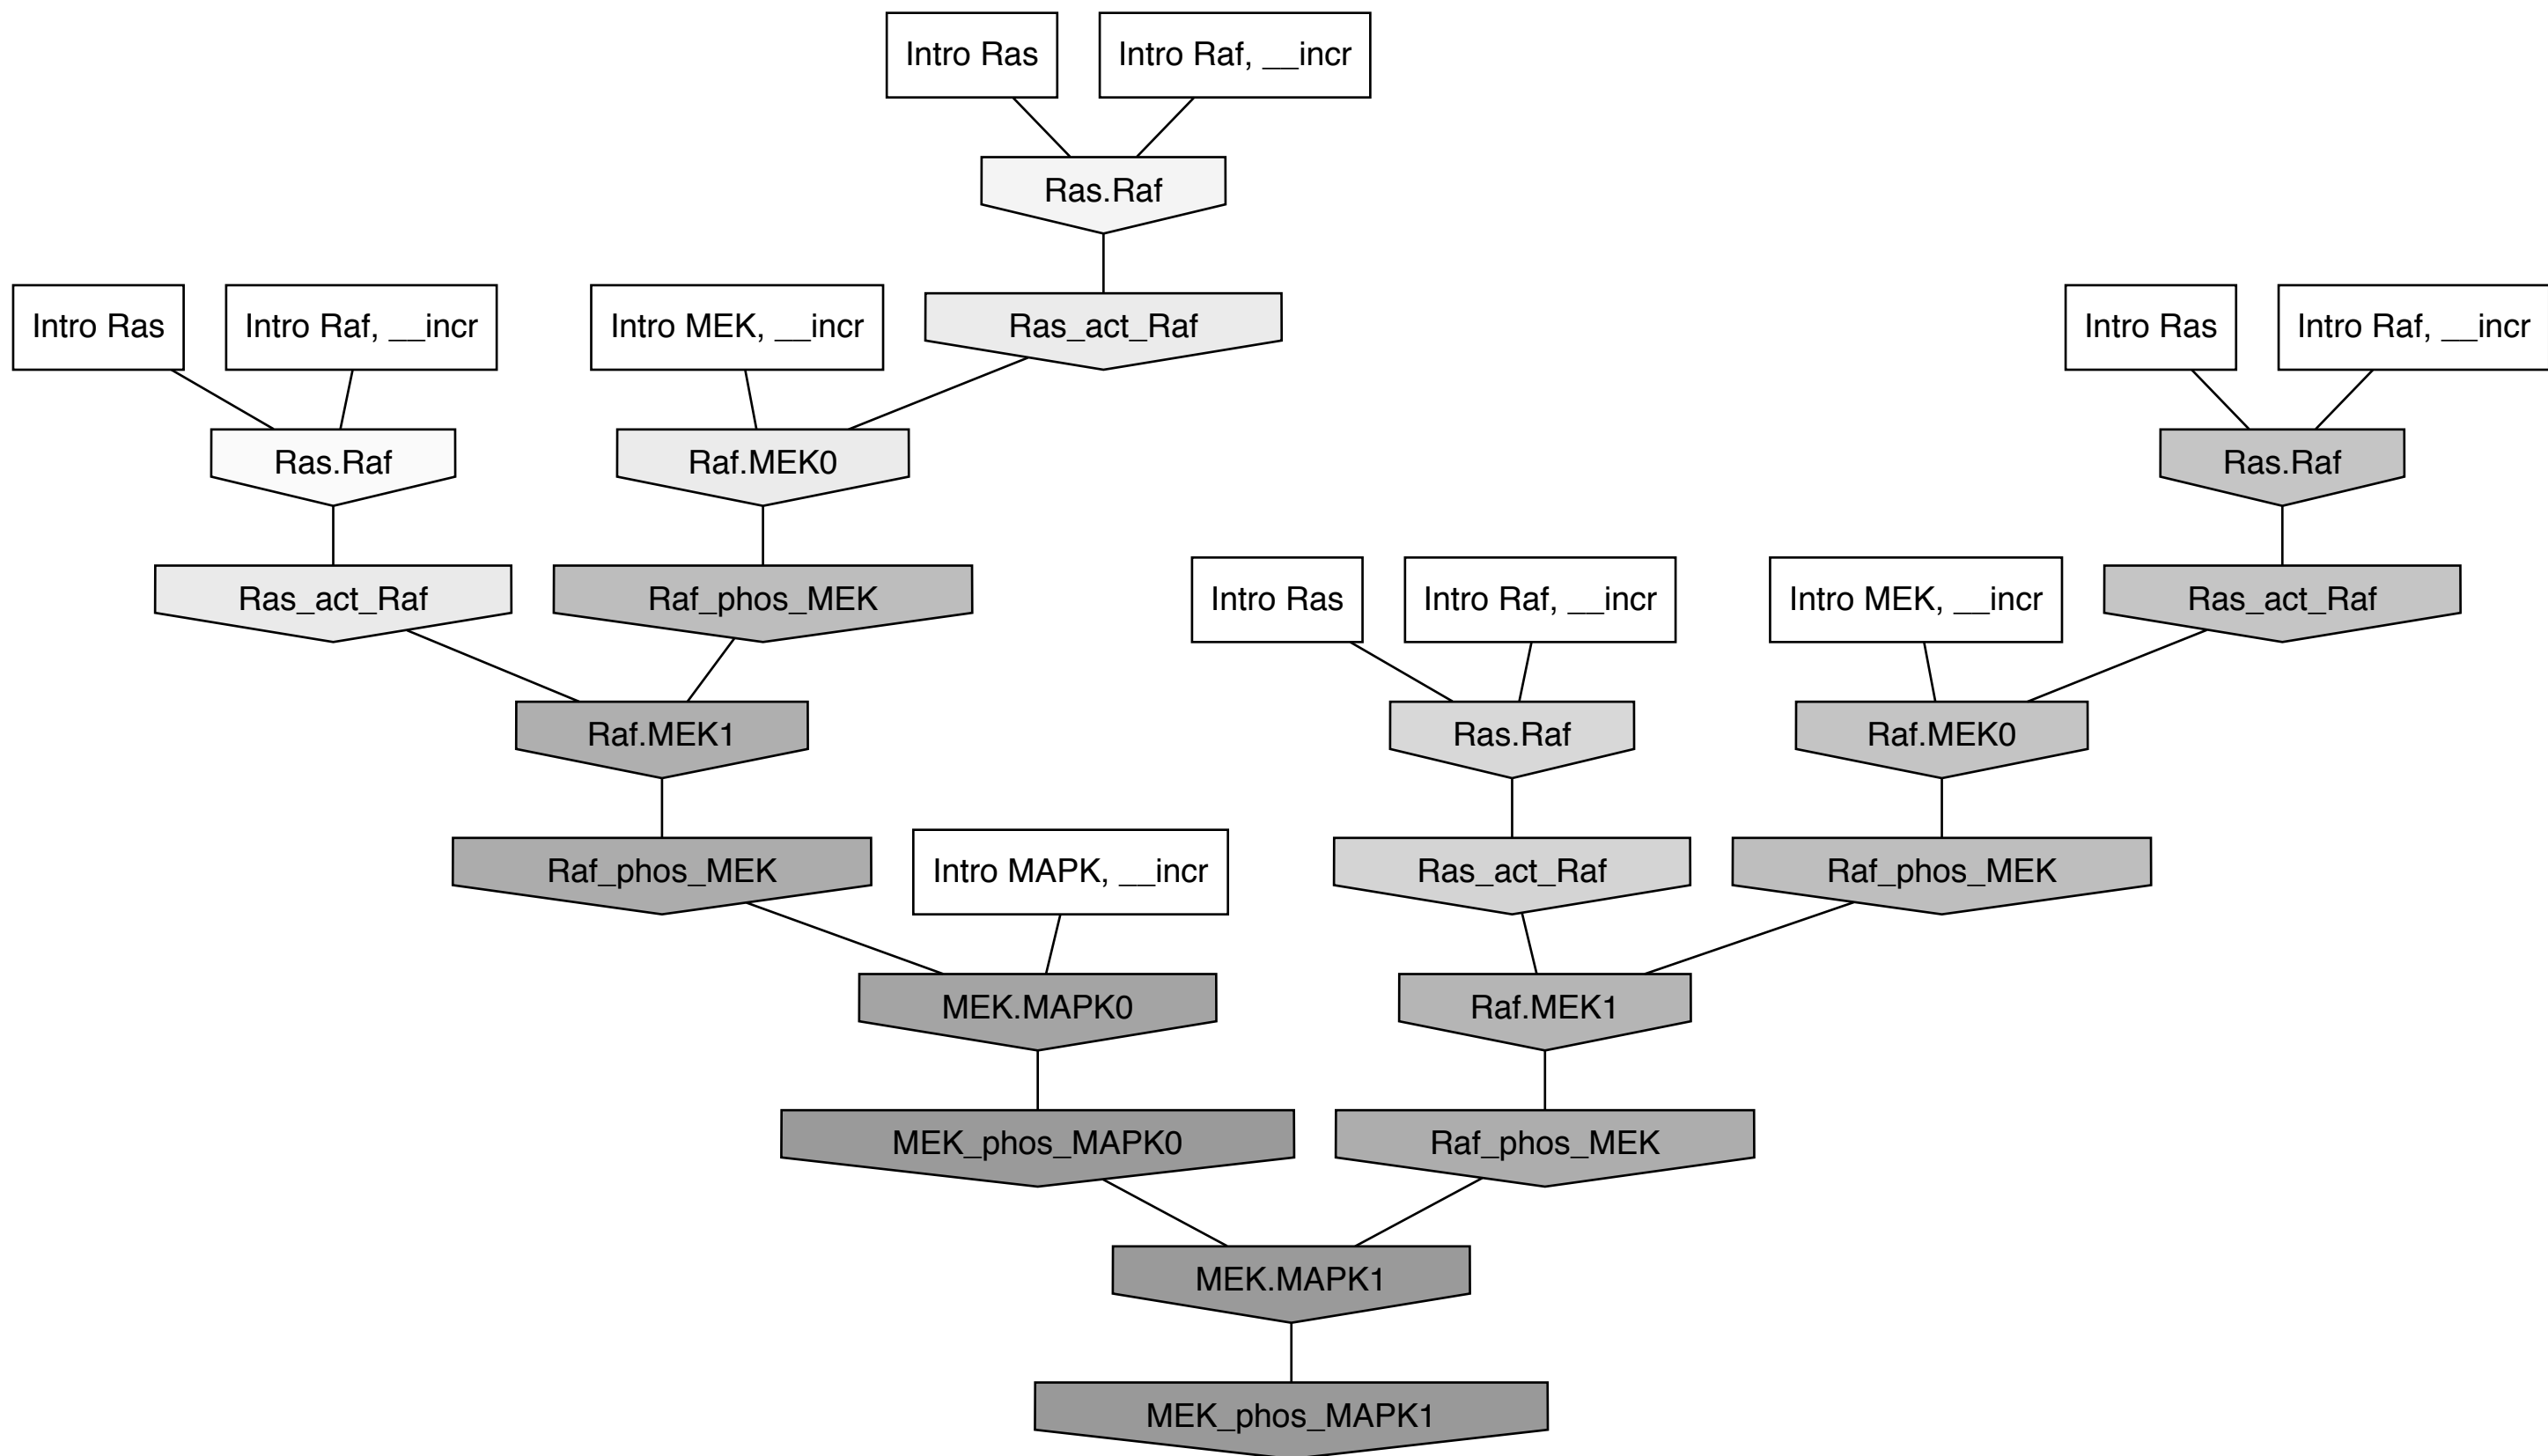 Intro Ras
Intro Raf, __incr
Ras.Raf
Intro Ras
Intro Raf, __incr
Intro MEK, __incr
Ras_act_Raf
Intro Ras
Intro Raf, __incr
Ras.Raf
Raf.MEK0
Ras.Raf
Ras_act_Raf
Raf_phos_MEK
Intro Ras
Intro Raf, __incr
Intro MEK, __incr
Ras_act_Raf
Raf.MEK1
Ras.Raf
Raf.MEK0
Raf_phos_MEK
Intro MAPK, __incr
Ras_act_Raf
Raf_phos_MEK
MEK.MAPK0
Raf.MEK1
MEK_phos_MAPK0
Raf_phos_MEK
MEK.MAPK1
MEK_phos_MAPK1